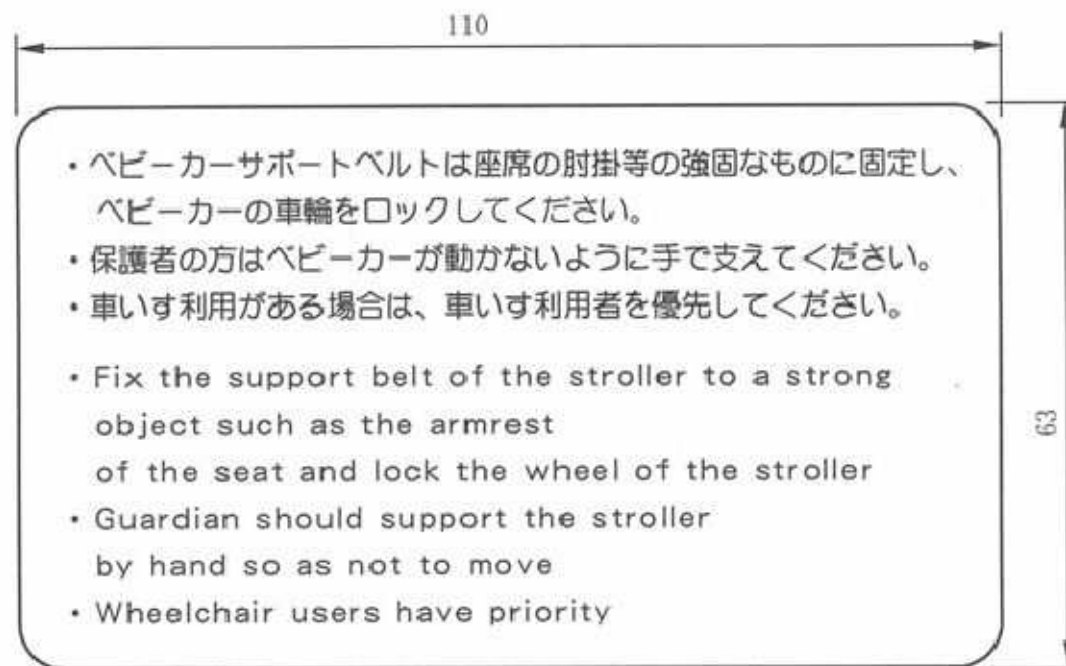 110
・ベビーカーサポートベルトは座席の肘掛等の強固なものに固定し、
ベビーカーの車輪をロックしてください。
・保護者の方はベビーカーが動かないように手で支えてください。
・車いす利用がある場合は、車いす利用者を優先してください。
・Fix the support belt of the stroller to a strong
object such as the armrest
of the seat and lock the wheel of the stroller
・Guardian should support the stroller
by hand so as not to move
・Wheelchair users have priority
63